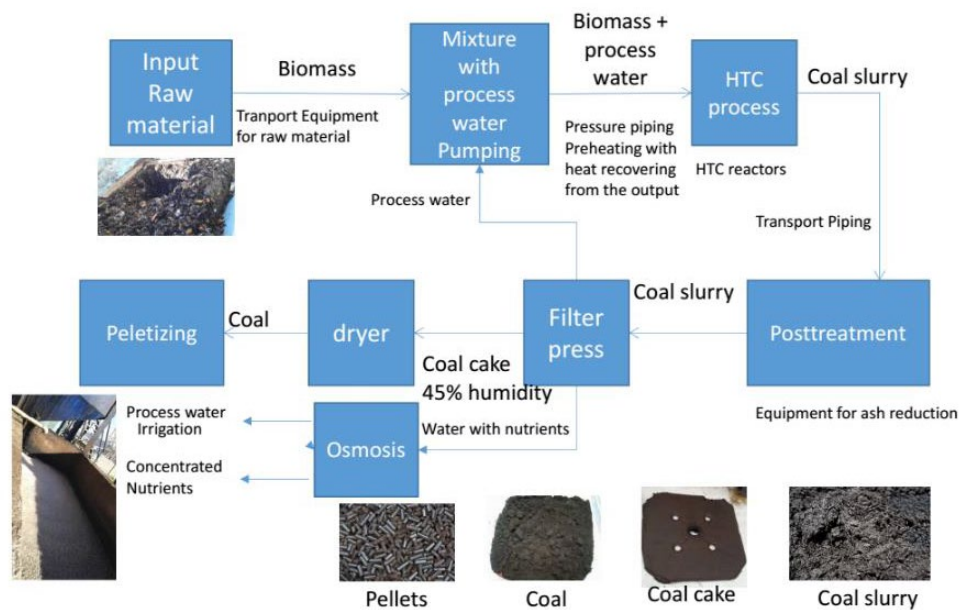 Input
Raw
material
Biomass
Tranport Equipment
for raw material
Mixture
with
process
water
Pumping
Biomass +
process
water
Pressure piping
Preheating with
heat recovering
from the output
HTC
process
HTC reactors
Coal slurry
Transport Piping
Process water
Peletizing
Coal
dryer
Coal cake
45% humidity
Filter
press
Coal slurry
Posttreatment
Equipment for ash reduction
Process water
Irrigation
Concentrated
Nutrients
Osmosis
Water with nutrients
Pellets
Coal
Coal cake
Coal slurry